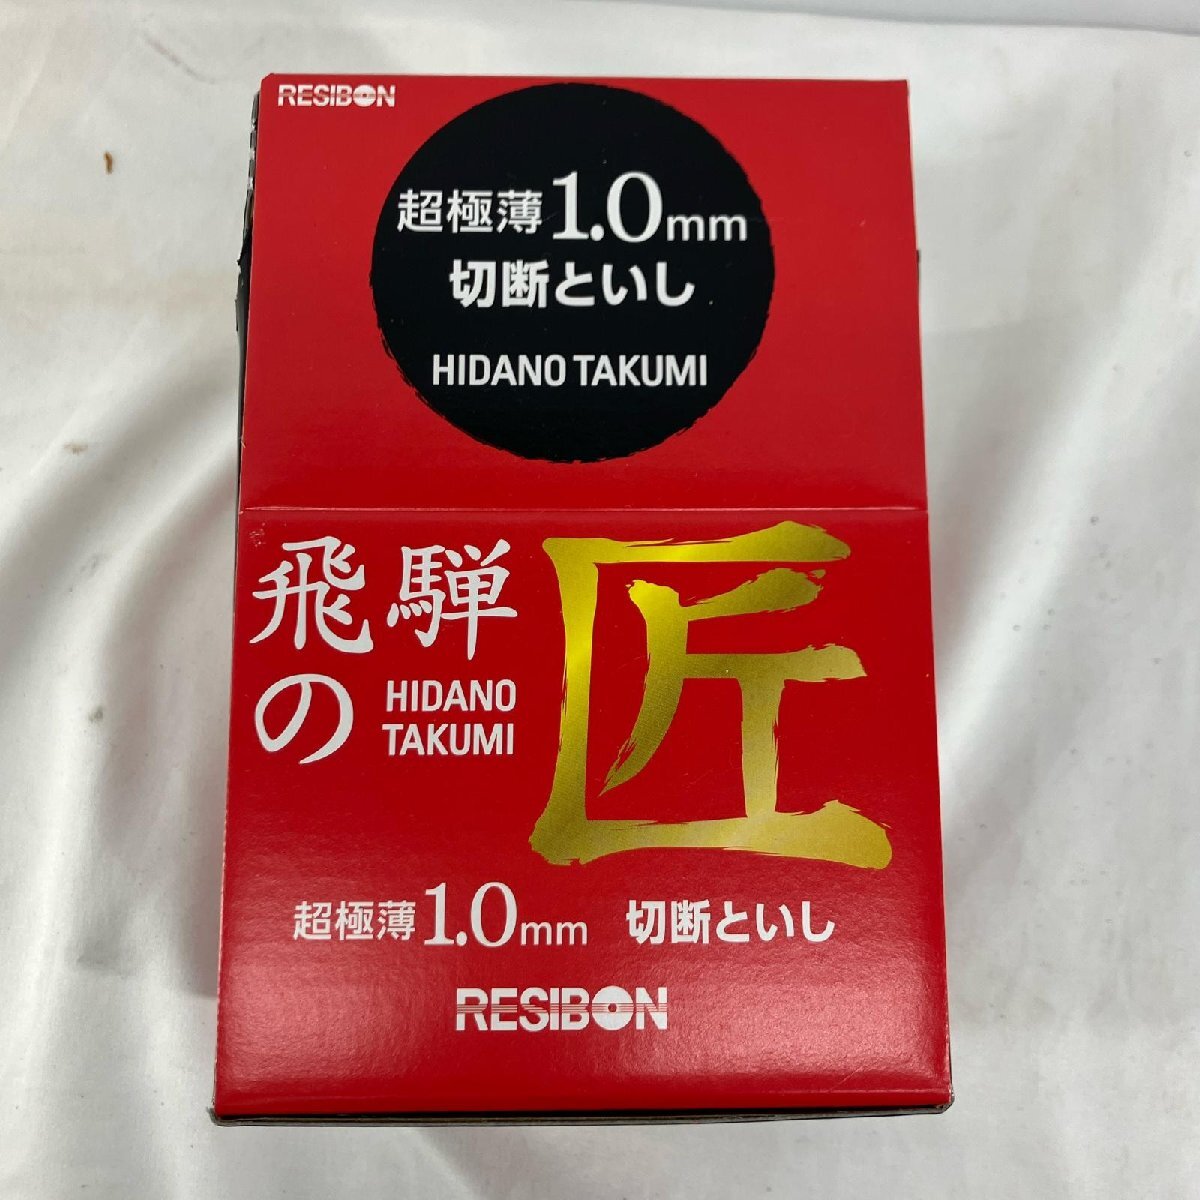 RESIBON
超極薄1.0mm
切断といし
HIDANO TAKUMI
飛騨の匠
HIDANO
TAKUMI
超極薄1.0mm 切断といし
RESIBON